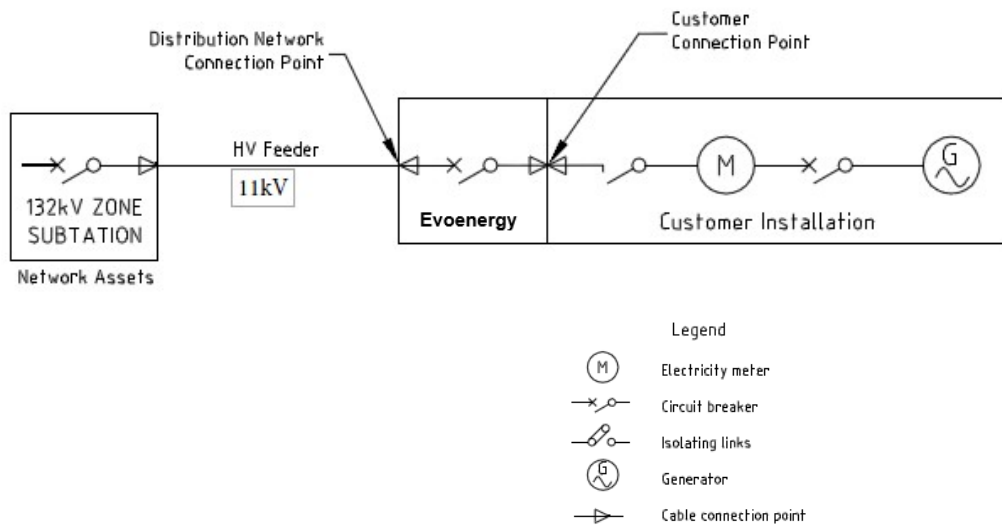 Customer
Connection Point
Distribution Network
Connection Point
HV Feeder
11kV
132kV ZONE
SUBTATION
Network Assets
Evoenergy
M
G
Customer Installation
Legend
M Electricity meter
Circuit breaker
Isolating links
G Generator
Cable connection point